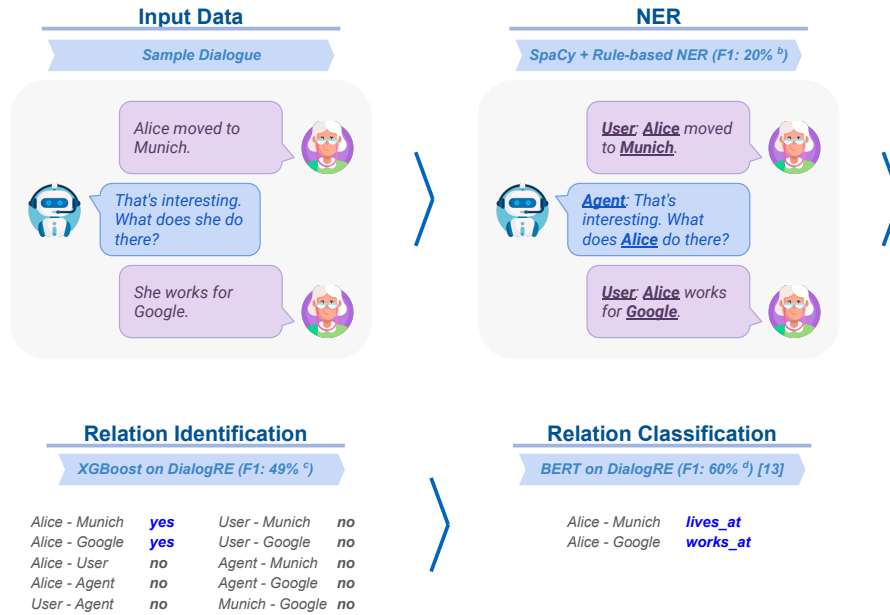 Input Data
Sample Dialogue
Alice moved to
Munich.
That's interesting.
What does she do
there?
She works for
Google.
NER
SpaCy + Rule-based NER (F1: 20% b)
User: Alice moved
to Munich.
Agent: That's
interesting. What
does Alice do there?
User: Alice works
for Google.
Relation Identification
XGBoost on DialogRE (F1: 49% c)
Alice - Munich yes User - Munich no
Alice - Google yes User - Google no
Alice - User no Agent - Munich no
Alice - Agent no Agent - Google no
User - Agent no Munich - Google no
Relation Classification
BERT on DialogRE (F1: 60% d) [13]
Alice - Munich lives_at
Alice - Google works_at